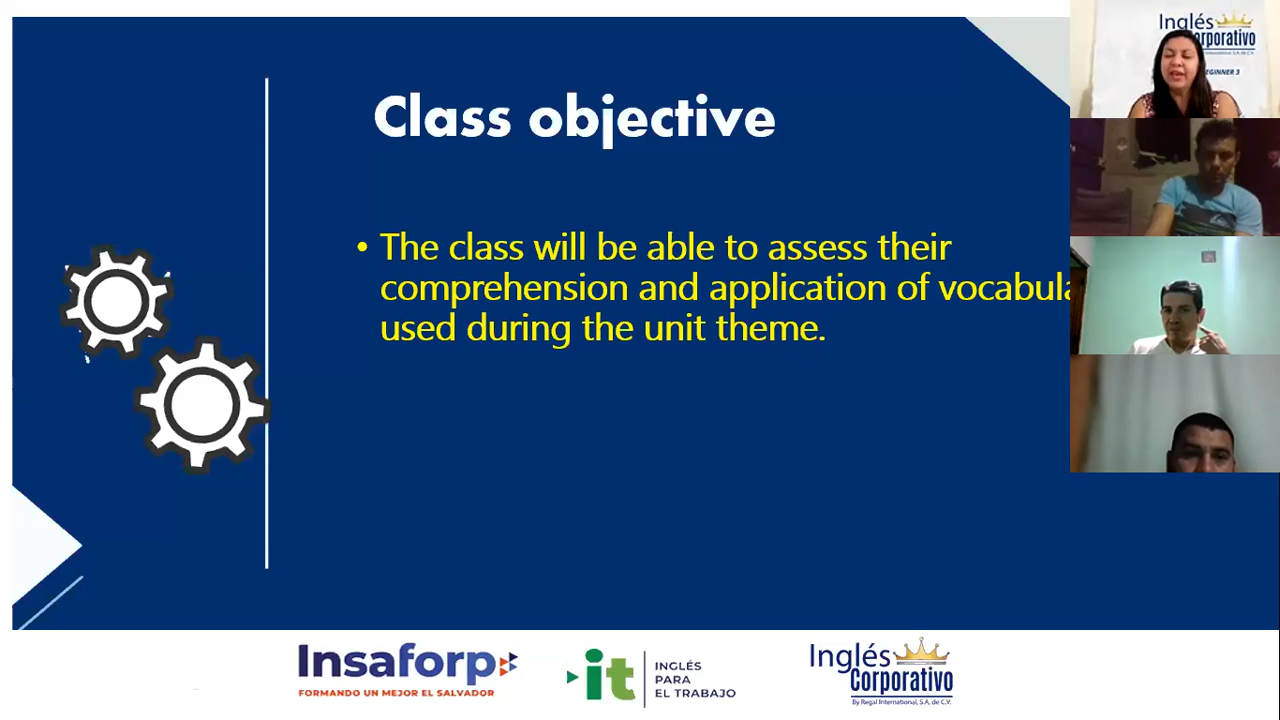 Class objective
• The class will be able to assess their
comprehension and application of
used during the unit theme.
Inglés
Corporativo
EGINNER 3
Insaforp
FORMANDO UN MEJOR EL SALVADOR
it
INGLÉS
PARA
EL TRABAJO
Inglés
Corporativo
By Regal International, S.A. de C.V.